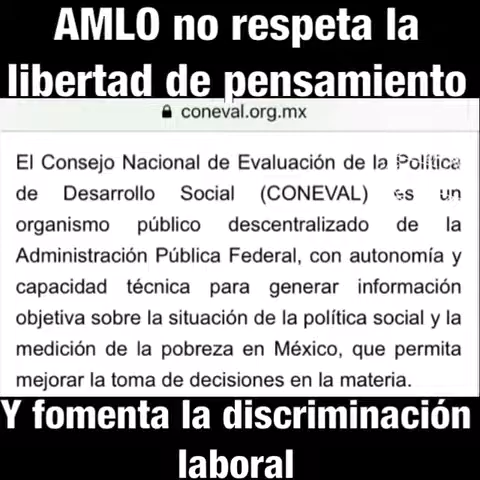 AMLO no respeta la
libertad de pensamiento
coneval.org.mx
El Consejo Nacional de Evaluación de la Política
de Desarrollo Social (CONEVAL) es un
organismo público descentralizado de la
Administración Pública Federal, con autonomía y
capacidad técnica para generar información
objetiva sobre la situación de la política social y la
medición de la pobreza en México, que permita
mejorar la toma de decisiones en la materia.
Y fomenta la discriminación
laboral